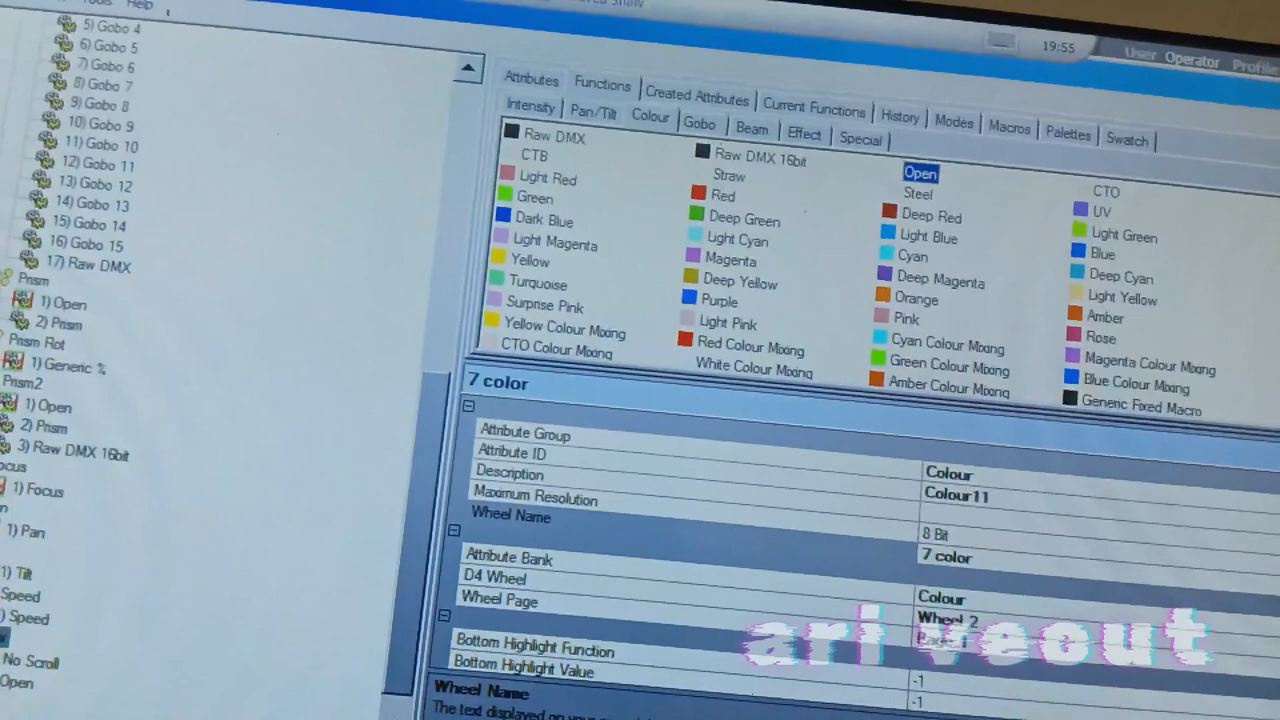 Tools Help
19:55
User Operator Profile
5) Gobo 4
6) Gobo 5
7) Gobo 6
8) Gobo 7
9) Gobo 8
10) Gobo 9
11) Gobo 10
12) Gobo 11
13) Gobo 12
14) Gobo 13
15) Gobo 14
16) Gobo 15
17) Raw DMX
Prism
1) Open
2) Prism
Prism Rot
1) Generic %
Prism2
1) Open
2) Prism
3) Raw DMX 16bit
ocus
1) Focus
n
1) Pan
1) Tilt
Speed
) Speed
No Scroll
Open
Attributes Functions Created Attributes Current Functions History Modes Macros Palettes Swatch
Intensity Pan/Tilt Colour Gobo Beam Effect Special
Raw DMX Raw DMX 16bit Open CTO
CTB Straw Steel UV
Light Red Red Deep Red Light Green
Green Deep Green Light Blue Blue
Dark Blue Light Cyan Cyan Deep Cyan
Light Magenta Magenta Deep Magenta Light Yellow
Yellow Deep Yellow Orange Amber
Turquoise Purple Pink Rose
Surprise Pink Light Pink Cyan Colour Mixing Magenta Colour Mixing
Yellow Colour Mixing Red Colour Mixing Green Colour Mixing Blue Colour Mixing
CTO Colour Mixing White Colour Mixing Amber Colour Mixing Generic Fixed Macro
7 color
Attribute Group Colour
Attribute ID Colour11
Description
Maximum Resolution 8 Bit
Wheel Name 7 color
Attribute Bank Colour
D4 Wheel Wheel 2
Wheel Page
Bottom Highlight Function -1
Bottom Highlight Value -1
Wheel Name
The text displayed on your
ari veout